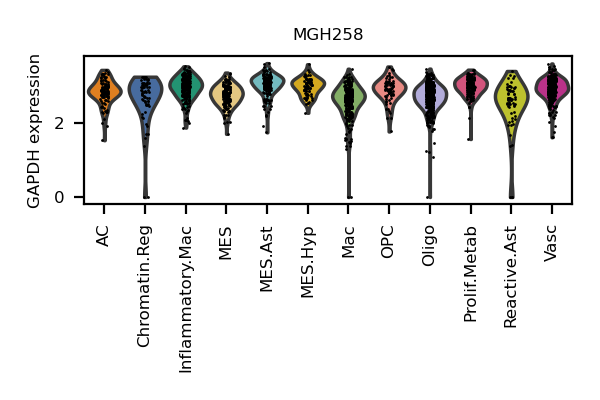 MGH258
GAPDH expression
2
0
AC
Chromatin.Reg
Inflammatory.Mac
MES
MES.Ast
MES.Hyp
Mac
OPC
Oligo
Prolif.Metab
Reactive.Ast
Vasc